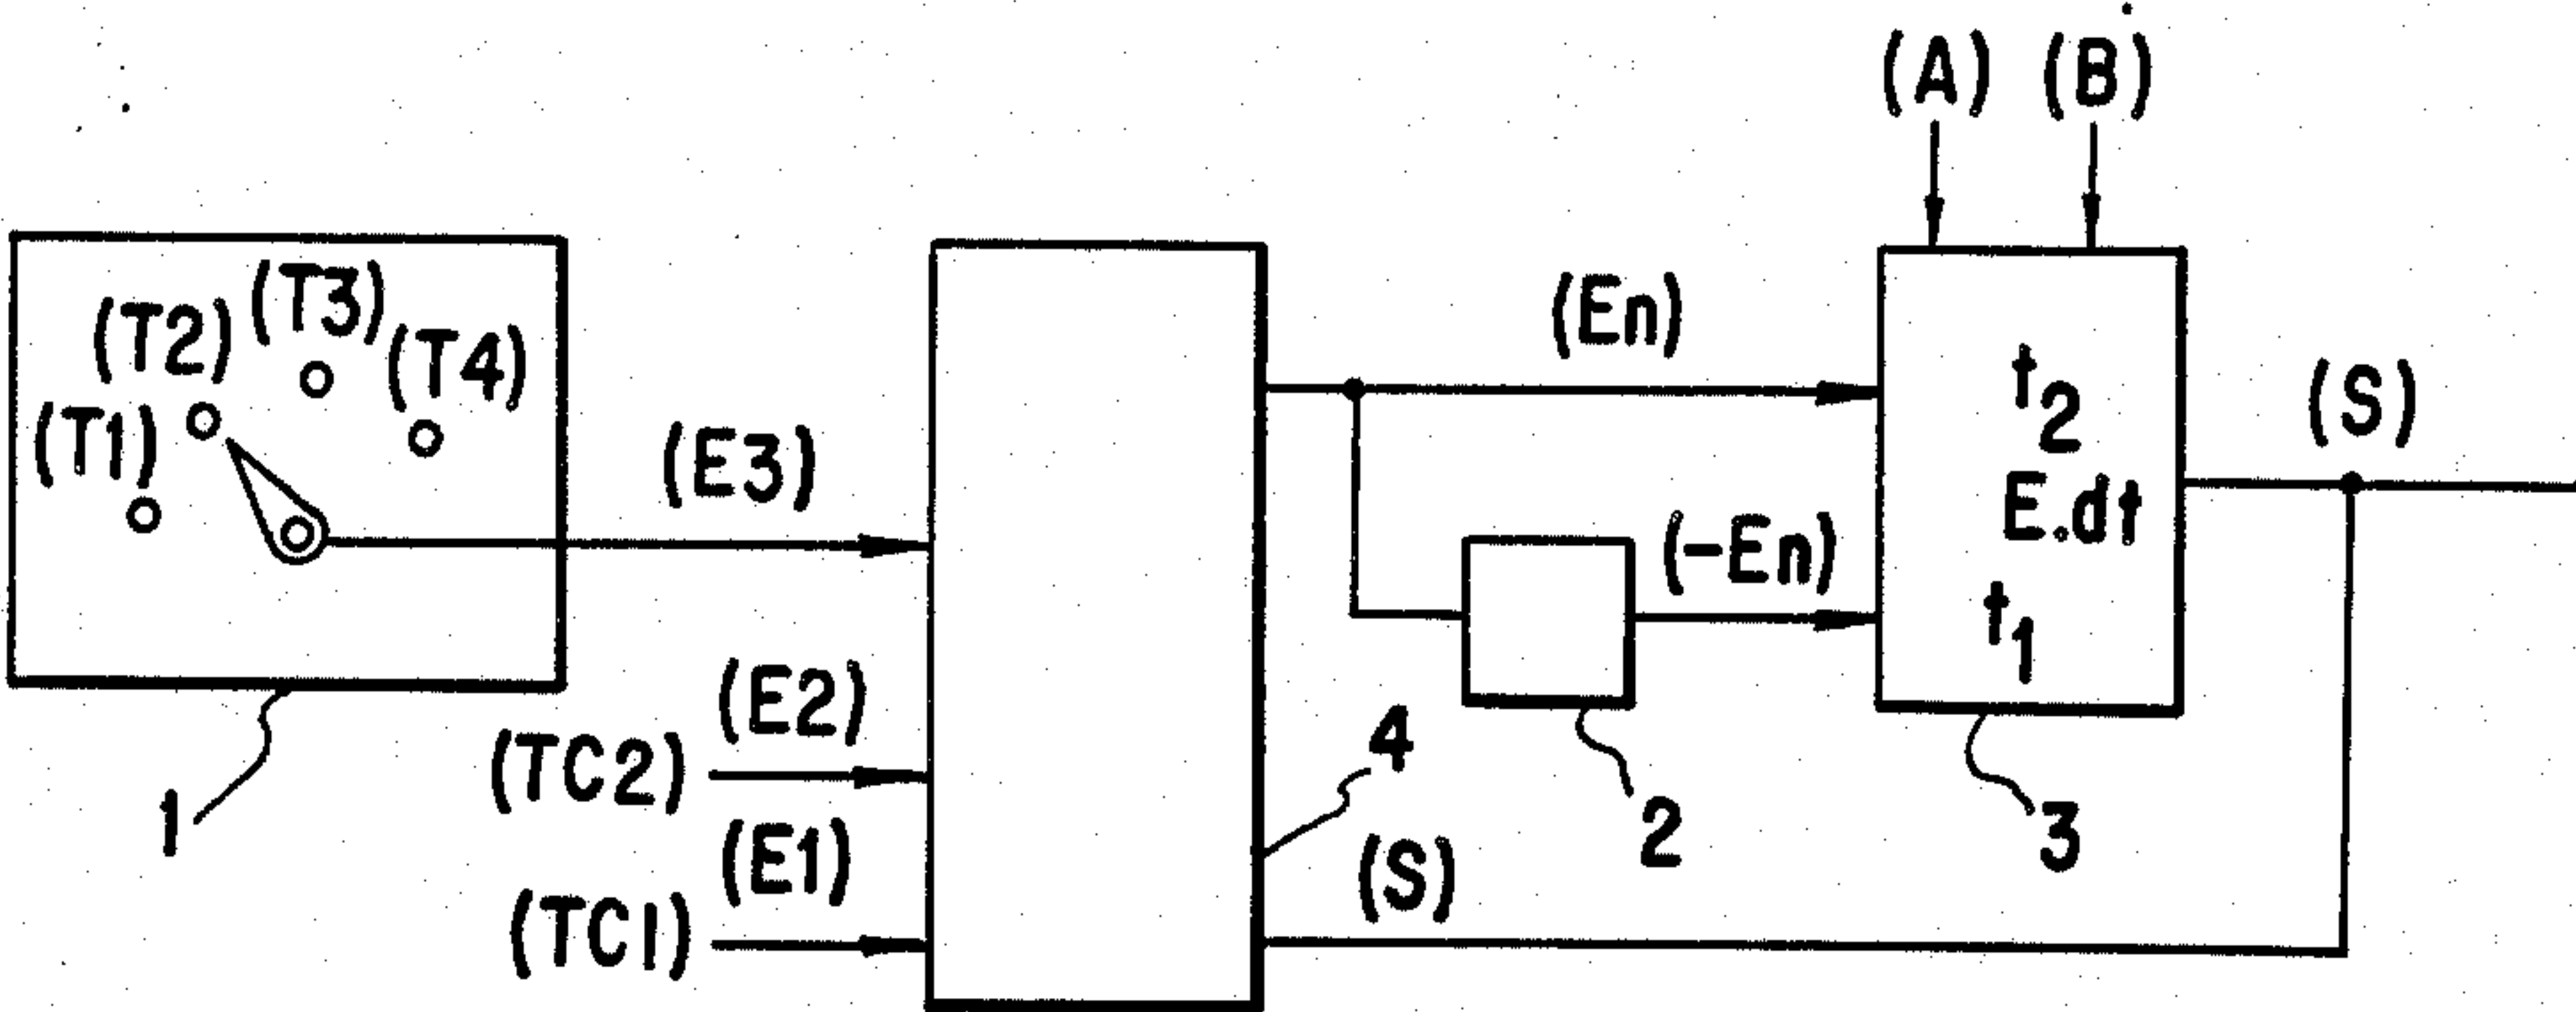 (A) (B)
(T3)
(T2)
(T4)
(T1)
(E3)
(En)
t2
E.dt
t1
(S)
(-En)
(E2)
(TC2)
(E1)
(TC1)
1
4
2
3
(S)